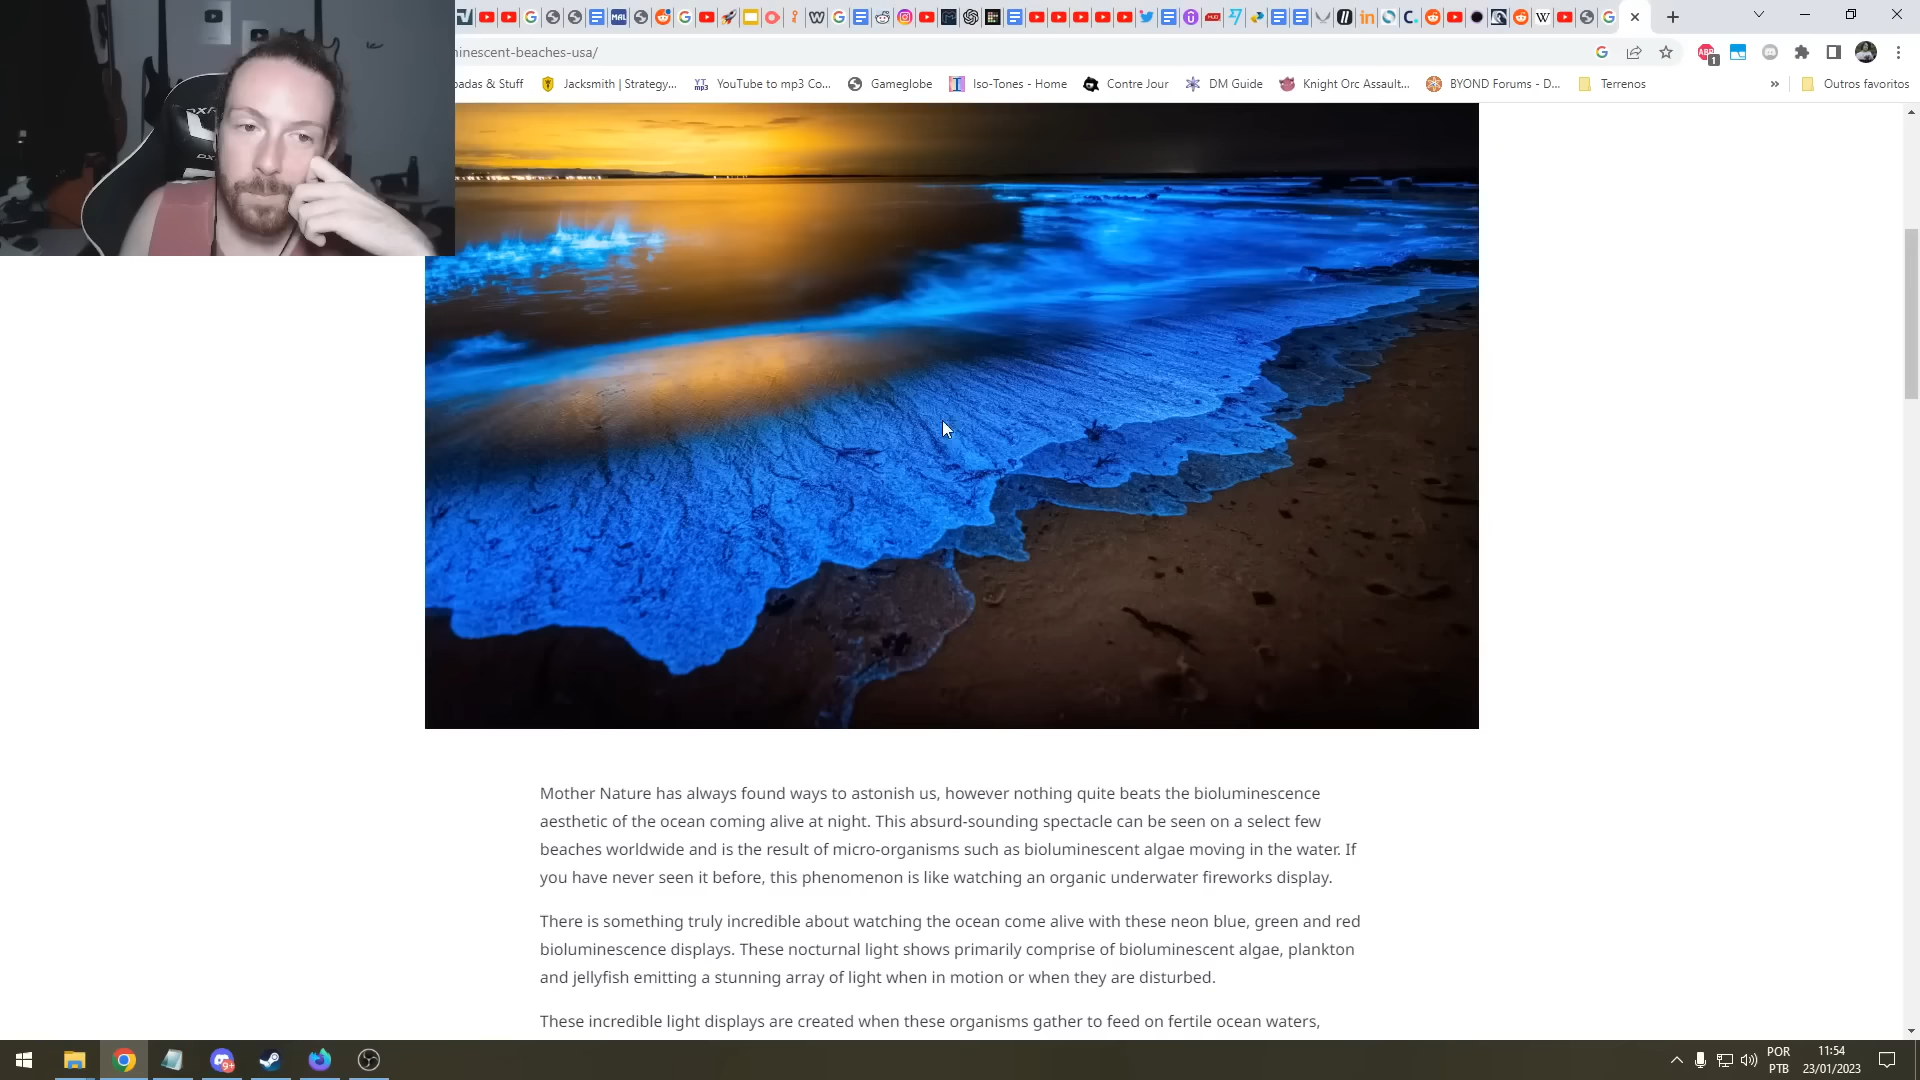 ninescent-beaches-usa/
padas & Stuff
Jacksmith | Strategy...
YouTube to mp3 Co...
Gameglobe
Iso-Tones - Home
Contre Jour
DM Guide
Knight Orc Assault...
BYOND Forums - D...
Terrenos
»
Outros favoritos
Mother Nature has always found ways to astonish us, however nothing quite beats the bioluminescence
aesthetic of the ocean coming alive at night. This absurd-sounding spectacle can be seen on a select few
beaches worldwide and is the result of micro-organisms such as bioluminescent algae moving in the water. If
you have never seen it before, this phenomenon is like watching an organic underwater fireworks display.
There is something truly incredible about watching the ocean come alive with these neon blue, green and red
bioluminescence displays. These nocturnal light shows primarily comprise of bioluminescent algae, plankton
and jellyfish emitting a stunning array of light when in motion or when they are disturbed.
These incredible light displays are created when these organisms gather to feed on fertile ocean waters,
POR
PTB
11:54
23/01/2023